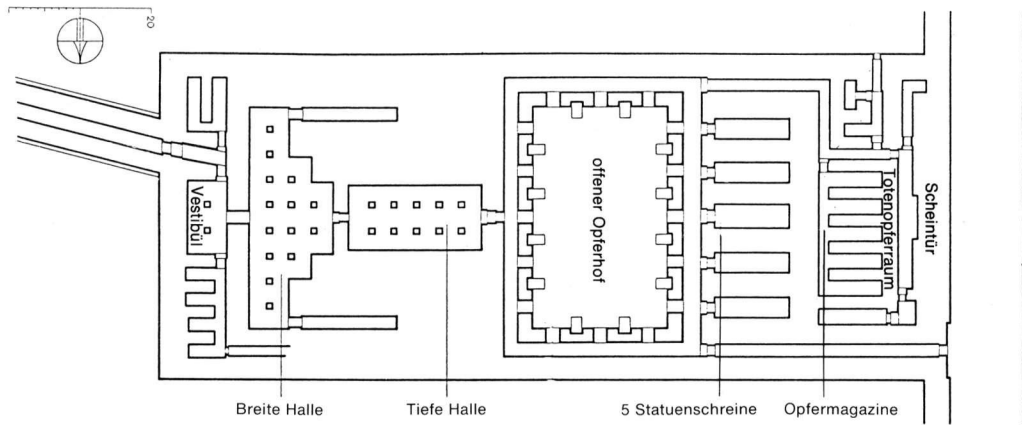 20
Vestibül
offener Opferhof
Totenopferraum
Scheintür
Breite Halle
Tiefe Halle
5 Statuenschreine
Opfermagazine